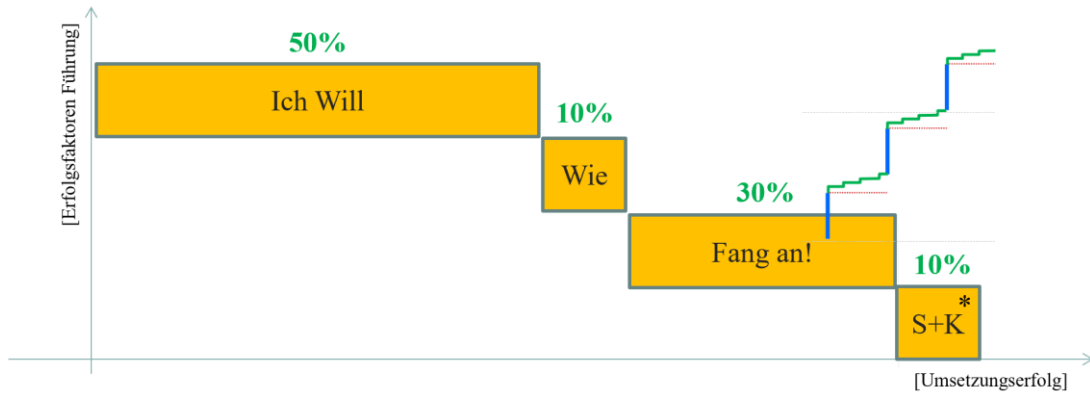 [Erfolgsfaktoren Führung]
50%
Ich Will
10%
Wie
30%
Fang an!
10%
S+K*
[Umsetzungserfolg]